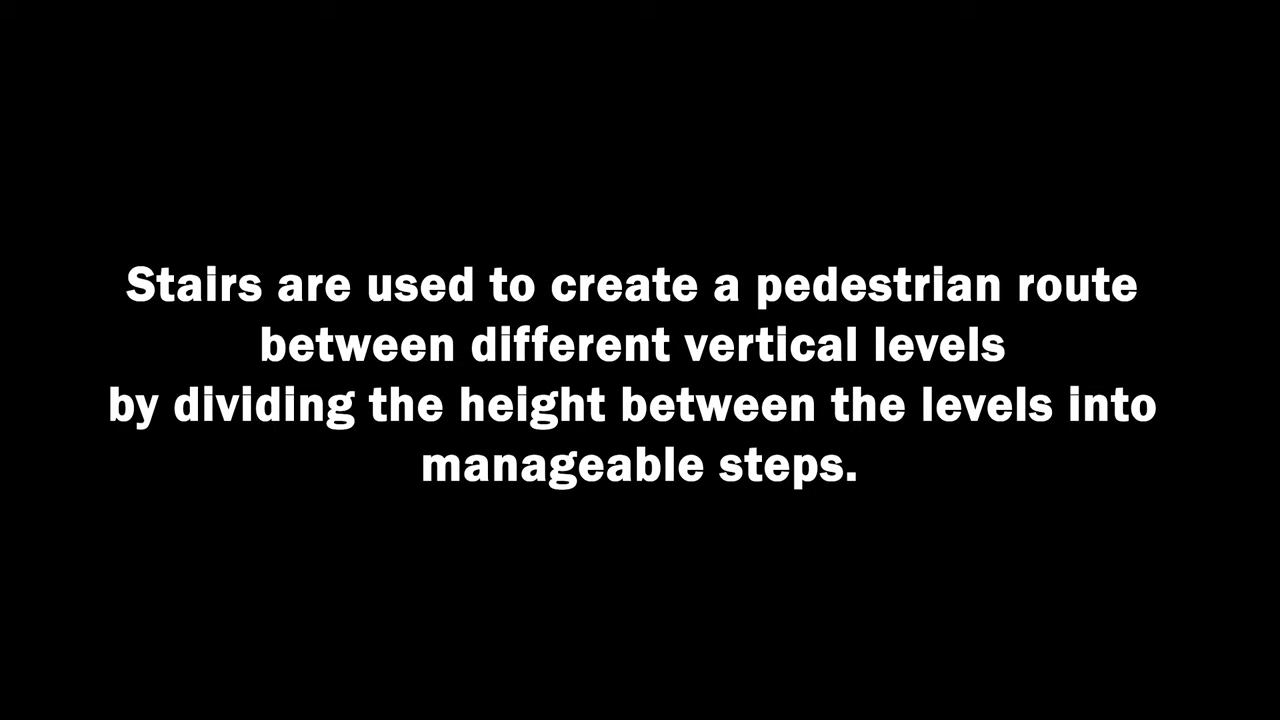 Stairs are used to create a pedestrian route
between different vertical levels
by dividing the height between the levels into
manageable steps.